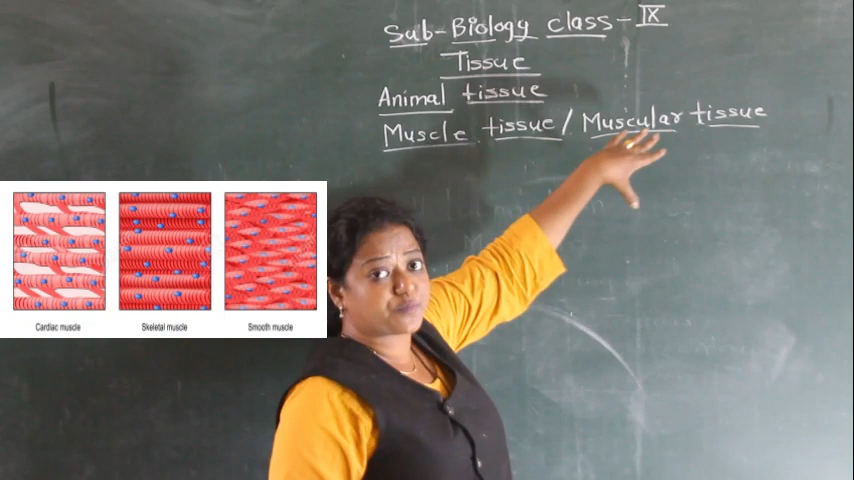 Sub-Biology class-IX
Tissue
Animal tissue
Muscle tissue / Muscular tissue
Cardiac muscle Skeletal muscle Smooth muscle